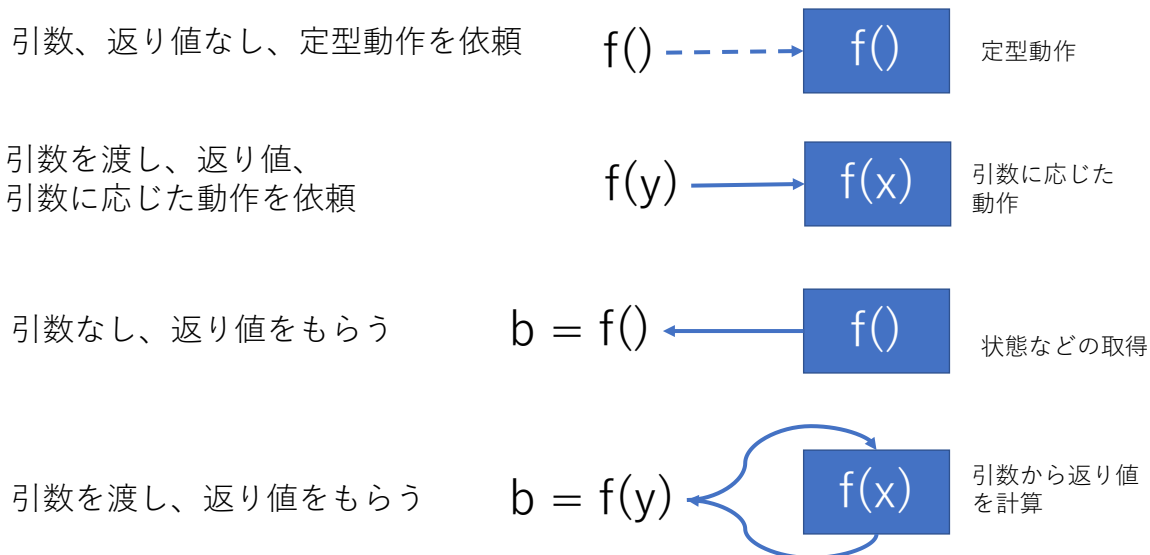 引数、返り値なし、定型動作を依頼
f()
f()
定型動作
引数を渡し、返り値、
引数に応じた動作を依頼
f(y)
f(x)
引数に応じた
動作
引数なし、返り値をもらう
b = f()
f()
状態などの取得
引数を渡し、返り値をもらう
b = f(y)
f(x)
引数から返り値
を計算